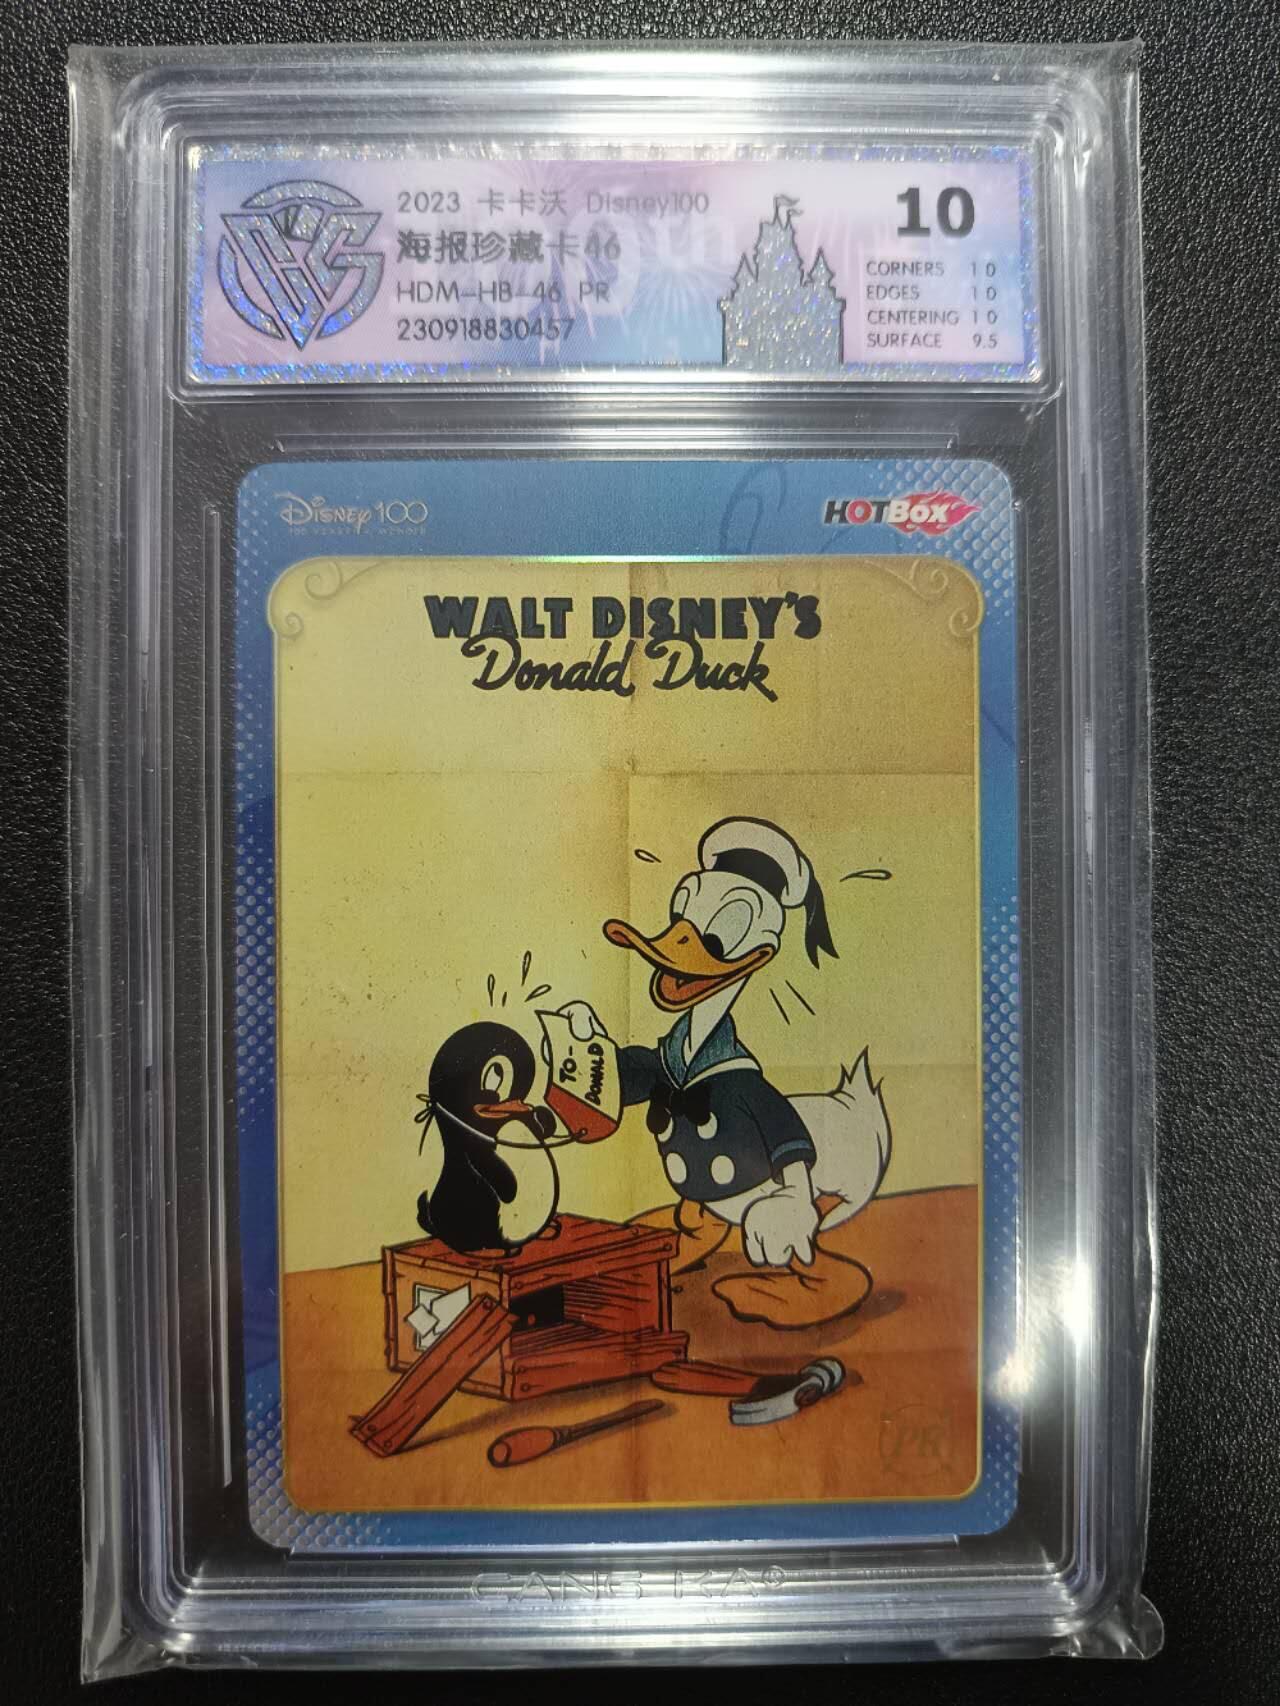 2023 卡卡沃 Disney100
海报珍藏卡46
HDM-HB-46 PR
230918830457
10
CORNERS 10
EDGES 10
CENTERING 10
SURFACE 9.5
Disney 100
HOTBOX
WALT DISNEY'S
Donald Duck
TO-
DONALD
PR
CANG KA®